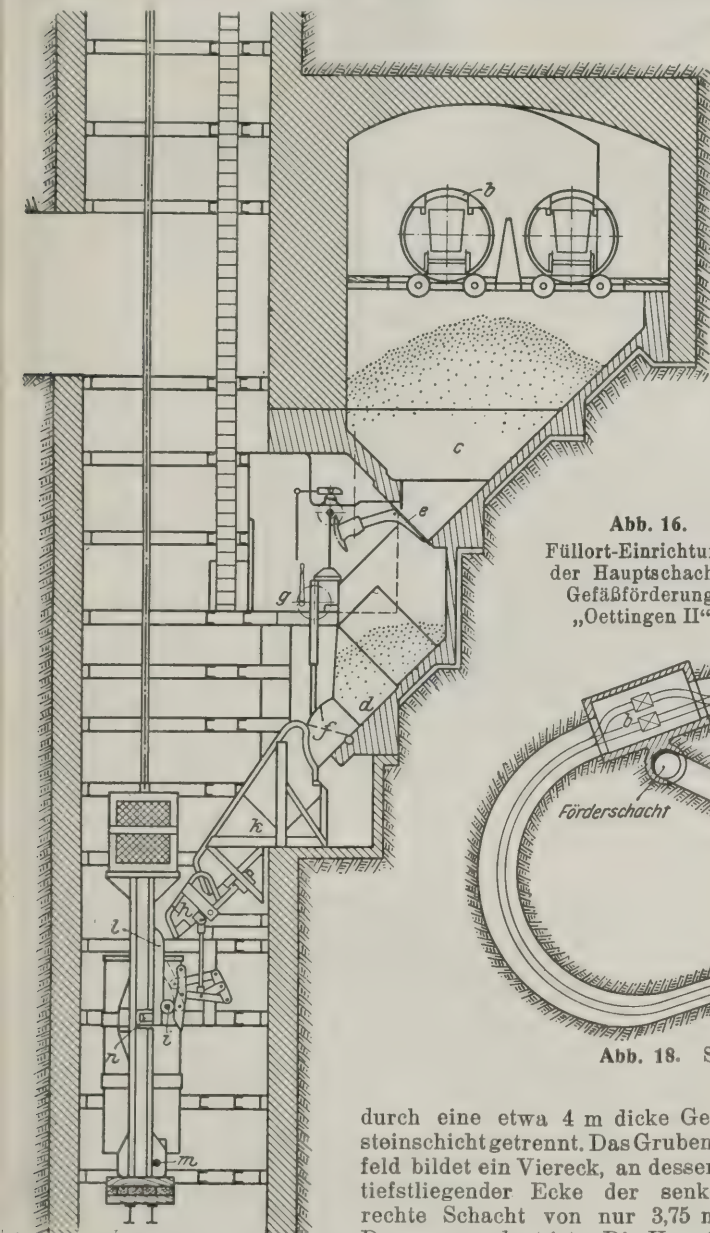 b
c
e
g
d
f
k
h
l
i
n
m
Abb. 16.
Füllort-Einrichtu
der Hauptschach
Gefäßförderung
„Oettingen II“
b
Förderschacht
Abb. 18. S
durch eine etwa 4 m dicke Ge
steinschicht getrennt. Das Gruben
feld bildet ein Viereck, an dessen
tiefstliegender Ecke der senk
rechte Schacht von nur 3,75 m